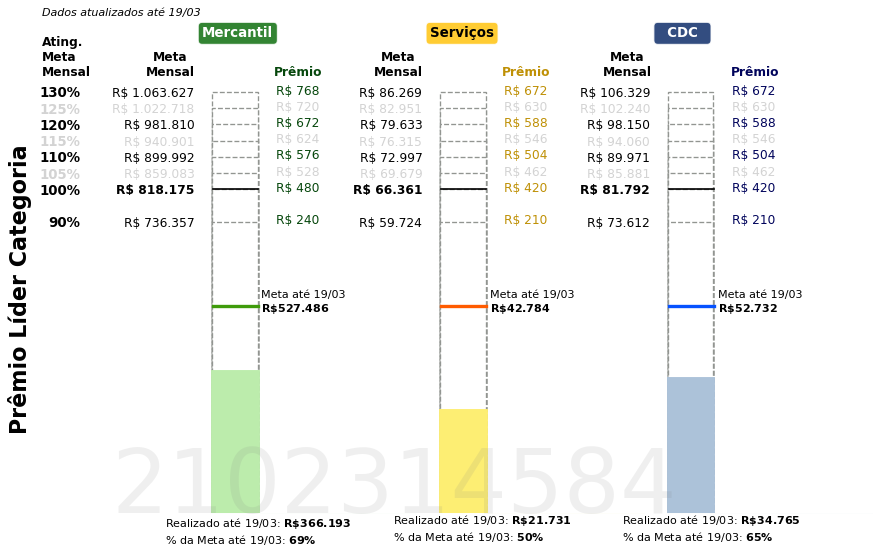 Dados atualizados até 19/03
Mercantil Serviços CDC
Ating. Meta Mensal
Meta Mensal Prêmio Meta Mensal Prêmio Meta Mensal Prêmio
130% R$ 1.063.627 R$ 768 R$ 86.269 R$ 672 R$ 106.329 R$ 672
125% R$ 1.022.718 R$ 720 R$ 82.951 R$ 630 R$ 102.240 R$ 630
120% R$ 981.810 R$ 672 R$ 79.633 R$ 588 R$ 98.150 R$ 588
115% R$ 940.901 R$ 624 R$ 76.315 R$ 546 R$ 94.060 R$ 546
110% R$ 899.992 R$ 576 R$ 72.997 R$ 504 R$ 89.971 R$ 504
105% R$ 859.083 R$ 528 R$ 69.679 R$ 462 R$ 85.881 R$ 462
100% R$ 818.175 R$ 480 R$ 66.361 R$ 420 R$ 81.792 R$ 420
90% R$ 736.357 R$ 240 R$ 59.724 R$ 210 R$ 73.612 R$ 210
Prêmio Líder Categoria
Meta até 19/03 Meta até 19/03 Meta até 19/03
R$527.486 R$42.784 R$52.732
2102314584
Realizado até 19/03: R$366.193 Realizado até 19/03: R$21.731 Realizado até 19/03: R$34.765
% da Meta até 19/03: 69% % da Meta até 19/03: 50% % da Meta até 19/03: 65%